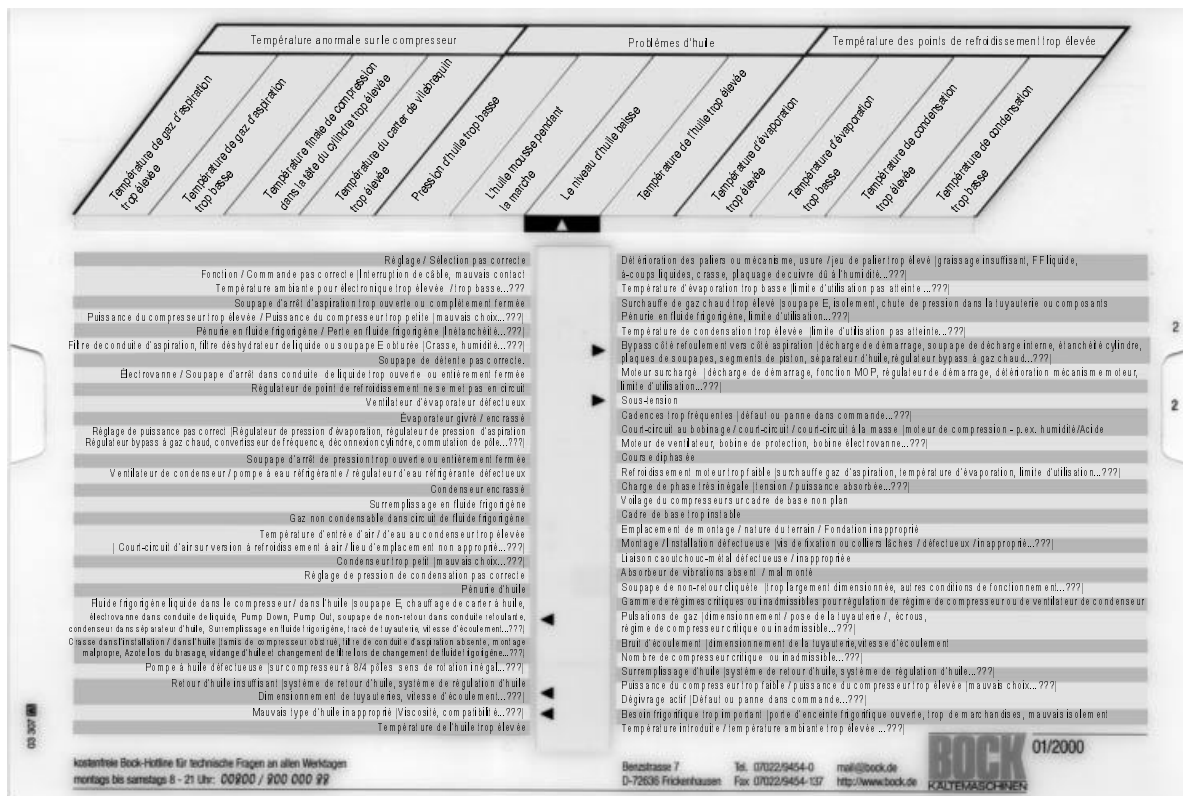 Température anormale sur le compresseur
Problèmes d'huile
Température des points de refroidissement trop élevée
Température de gaz d'aspiration
trop élevée
Température de gaz d'aspiration
trop basse
Température finale de compression
dans la tête du cylindre trop élevée
Température du carter de vilebrequin
trop élevée
Pression d'huile trop basse
L'huile mousse pendant
la marche
Le niveau d'huile baisse
Température de l'huile trop élevée
Température d'évaporation
trop élevée
Température d'évaporation
trop basse
Température de condensation
trop élevée
Température de condensation
trop basse
Réglage / Sélection pas correcte
Fonction / Commande pas correcte |Interruption de câble, mauvais contact
Température ambiante pour électronique trop élevée / trop basse...???
Soupape d'arrêt d'aspiration trop ouverte ou complètement fermée
Puissance du compresseur trop élevée / Puissance du compresseur trop petite |mauvais choix...???|
Pénurie en fluide frigorigène / Perte en fluide frigorigène |Inétanchéité...???|
Filtre de conduite d'aspiration, filtre déshydrateur de liquide ou soupape E obturée |Crasse, humidité...???|
Soupape de détente pas correcte.
Électrovanne / Soupape d'arrêt dans conduite de liquide trop ouverte ou entièrement fermée
Régulateur de point de refroidissement ne se met pas en circuit
Ventilateur d'évaporateur défectueux
Évaporateur givré / encrassé
Réglage de puissance pas correct |Régulateur de pression d'évaporation, régulateur de pression d'aspiration
Régulateur bypass à gaz chaud, convertisseur de fréquence, déconnexion cylindre, commutation de pôle...???|
Soupape d'arrêt de pression trop ouverte ou entièrement fermée
Ventilateur de condenseur / pompe à eau réfrigérante / régulateur d'eau réfrigérante défectueux
Condenseur encrassé
Surremplissage en fluide frigorigène
Gaz non condensable dans circuit de fluide frigorigène
Température d'entrée d'air / d'eau au condenseur trop élevée
| Court-circuit d'air sur version à refroidissement à air / lieu d'emplacement non approprié...???|
Condenseur trop petit |mauvais choix...???|
Réglage de pression de condensation pas correcte
Pénurie d'huile
Fluide frigorigène liquide dans le compresseur / dans l'huile |soupape E, chauffage de carter à huile,
électrovanne dans conduite de liquide, Pump Down, Pump Out, soupape de non-retour dans conduite refoulante,
condenseur dans séparateur d'huile, Surremplissage en fluide frigorigène, tracé de tuyauterie, vitesse d'écoulement...???|
Crasse dans l'installation / dans l'huile |tamis de compresseur obstrué, filtre de conduite d'aspiration absente, montage
malpropre, Azote lors du brasage, vidange d'huile et changement de filtre lors de changement de fluide frigorigène...???|
Pompe à huile défectueuse |sur compresseur à 8/4 pôles sens de rotation inégal...???|
Retour d'huile insuffisant |système de retour d'huile, système de régulation d'huile
Dimensionnement de tuyauteries, vitesse d'écoulement...???|
Mauvais type d'huile inapproprié |Viscosité, compatibilité...???|
Température de l'huile trop élevée
Détérioration des paliers ou mécanisme, usure / jeu de palier trop élevé |graissage insuffisant, FF liquide,
à-coups liquides, crasse, plaquage de cuivre dû à l'humidité...???|
Température d'évaporation trop basse |limite d'utilisation pas atteinte ...???|
Surchauffe de gaz chaud trop élevé |soupape E, isolement, chute de pression dans la tuyauterie ou composants
Pénurie en fluide frigorigène, limite d'utilisation...???|
Température de condensation trop élevée |limite d'utilisation pas atteinte...???|
Bypass côté refoulement vers côté aspiration |décharge de démarrage, soupape de décharge interne, étanchéité cylindre,
plaques de soupapes, segments de piston, séparateur d'huile, régulateur bypass à gaz chaud...???|
Moteur surchargé |décharge de démarrage, fonction MOP, régulateur de démarrage, détérioration mécanisme moteur,
limite d'utilisation...???|
Sous-tension
Cadences trop fréquentes |défaut ou panne dans commande...???|
Court-circuit au bobinage / court-circuit / court-circuit à la masse |moteur de compression - p.ex. humidité/Acide
Moteur de ventilateur, bobine de protection, bobine électrovanne...???|
Course diphasée
Refroidissement moteur trop faible |surchauffe gaz d'aspiration, température d'évaporation, limite d'utilisation...???|
Charge de phase très inégale |tension / puissance absorbée...???|
Voilage du compresseur sur cadre de base non plan
Cadre de base trop instable
Emplacement de montage / nature du terrain / Fondation inapproprié
Montage / Installation défectueuse |vis de fixation ou colliers lâches / défectueux / inapproprié...???|
Liaison caoutchouc-métal défectueuse / inappropriée
Absorbeur de vibrations absent / mal monté
Soupape de non-retour cliquète |trop largement dimensionnée, autres conditions de fonctionnement...???|
Gamme de régimes critiques ou inadmissibles pour régulation de régime de compresseur ou de ventilateur de condenseur
Pulsations de gaz |dimensionnement / pose de la tuyauterie /, écrous,
régime de compresseur critique ou inadmissible...???|
Bruit d'écoulement |dimensionnement de la tuyauterie,vitesse d'écoulement
Nombre de compresseur critique ou inadmissible...???|
Surremplissage d'huile |système de retour d'huile, système de régulation d'huile...???|
Puissance du compresseur trop faible / puissance du compresseur trop élevée |mauvais choix...???|
Dégivrage actif |Défaut ou panne dans commande...???|
Besoin frigorifique trop important |porte d'enceinte frigorifique ouverte, trop de marchandises, mauvais isolement
Température introduite / température ambiante trop élevée ...???|
2
2
03 307
kostenfreie Bock-Hotline für technische Fragen an allen Werktagen
montags bis samstags 8 - 21 Uhr: 00800 / 800 000 88
Benzstrasse 7
D-72636 Frickenhausen
Tel. 07022/9454-0
Fax 07022/9454-137
mail@bock.de
http://www.bock.de
BOCK
KÄLTEMASCHINEN
01/2000